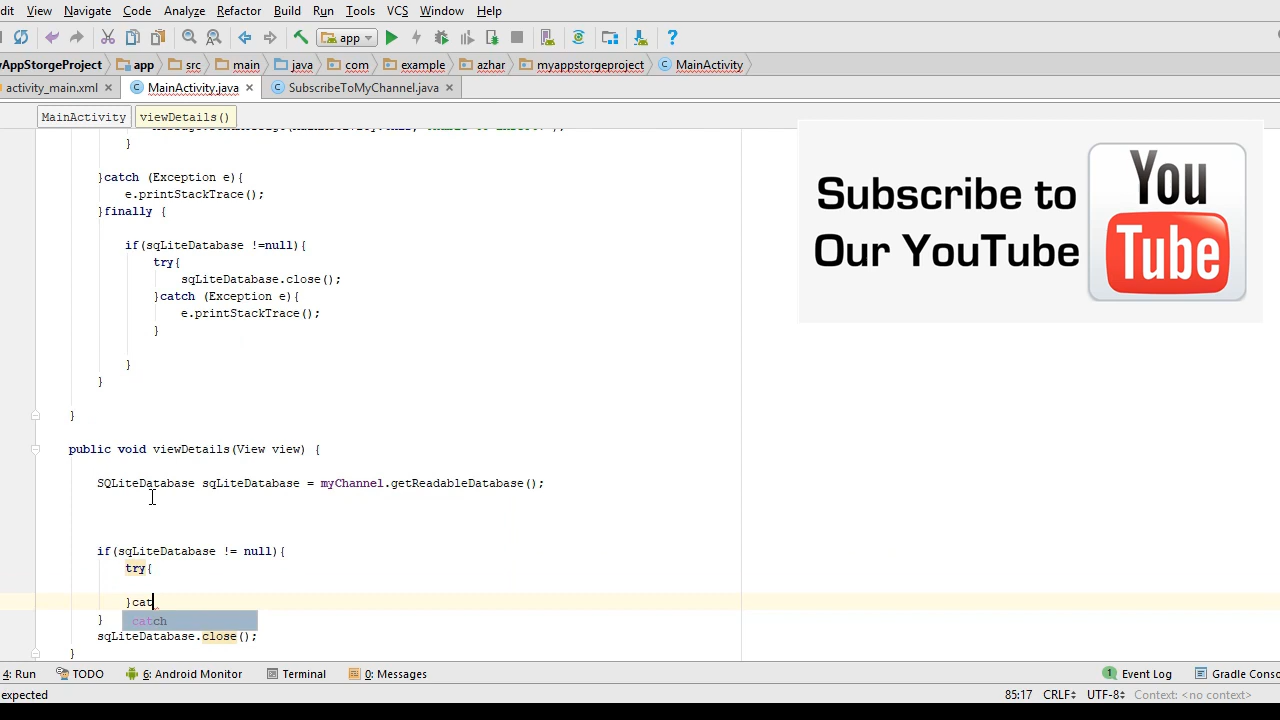 dit View Navigate Code Analyze Refactor Build Run Tools VCS Window Help
app
yAppStorgeProject app src main java com example azhar myappstorgeproject MainActivity
activity_main.xml MainActivity.java SubscribeToMyChannel.java
MainActivity viewDetails()
}
}catch (Exception e){
e.printStackTrace();
}finally {
if(sqLiteDatabase !=null){
try{
sqLiteDatabase.close();
}catch (Exception e){
e.printStackTrace();
}
}
}
}
public void viewDetails(View view) {
SQLiteDatabase sqLiteDatabase = myChannel.getReadableDatabase();
if(sqLiteDatabase != null){
try{
}cat
} catch
sqLiteDatabase.close();
}
Subscribe to
Our YouTube
You
Tube
4: Run TODO 6: Android Monitor Terminal 0: Messages 1 Event Log Gradle Conso
expected 85:17 CRLF UTF-8 Context: <no context>